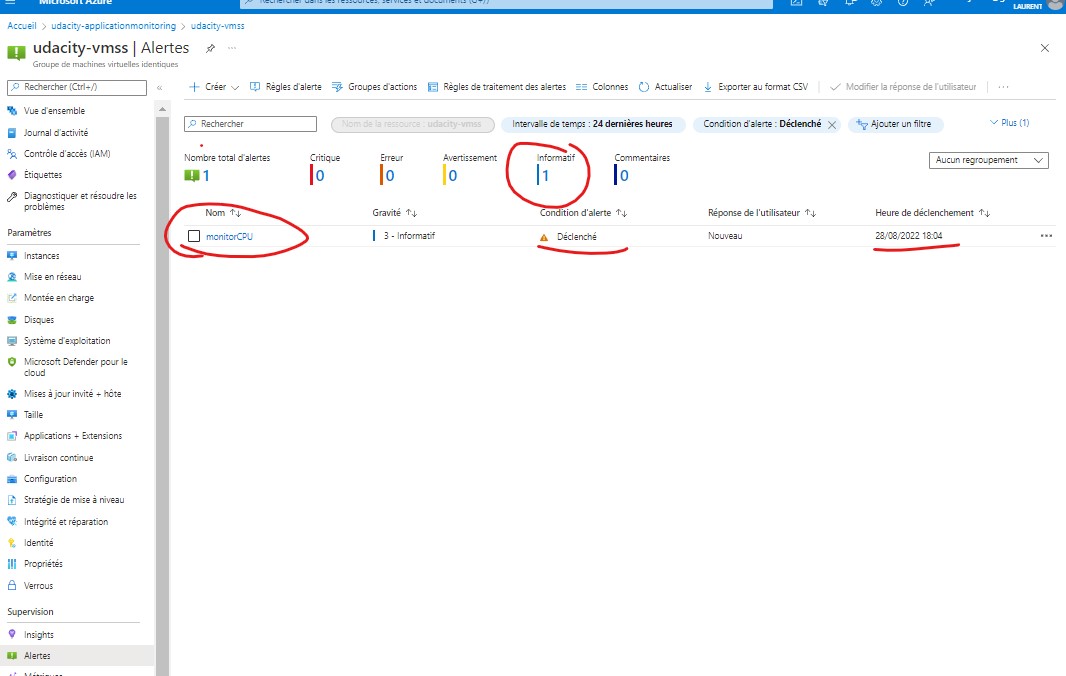 Microsoft Azure
Rechercher dans les ressources, services et documents (G+/)
LAURENT
Accueil > udacity-applicationmonitoring > udacity-vmss
udacity-vmss | Alertes
Groupe de machines virtuelles identiques
Rechercher (Ctrl+/)
Vue d'ensemble
Journal d'activité
Contrôle d'accès (IAM)
Étiquettes
Diagnostiquer et résoudre les
problèmes
Paramètres
Instances
Mise en réseau
Montée en charge
Disques
Système d'exploitation
Microsoft Defender pour le
cloud
Mises à jour invité + hôte
Taille
Applications + Extensions
Livraison continue
Configuration
Stratégie de mise à niveau
Intégrité et réparation
Identité
Propriétés
Verrous
Supervision
Insights
Alertes
Métriques
Créer Règles d'alerte Groupes d'actions Règles de traitement des alertes Colonnes Actualiser Exporter au format CSV Modifier la réponse de l'utilisateur
Rechercher Nom de la ressource : udacity-vmss Intervalle de temps : 24 dernières heures Condition d'alerte : Déclenché Ajouter un filtre Plus (1)
Nombre total d'alertes Critique Erreur Avertissement Informatif Commentaires
1 0 0 0 1 0
Aucun regroupement
Nom Gravité Condition d'alerte Réponse de l'utilisateur Heure de déclenchement
monitorCPU 3 - Informatif Déclenché Nouveau 28/08/2022 18:04